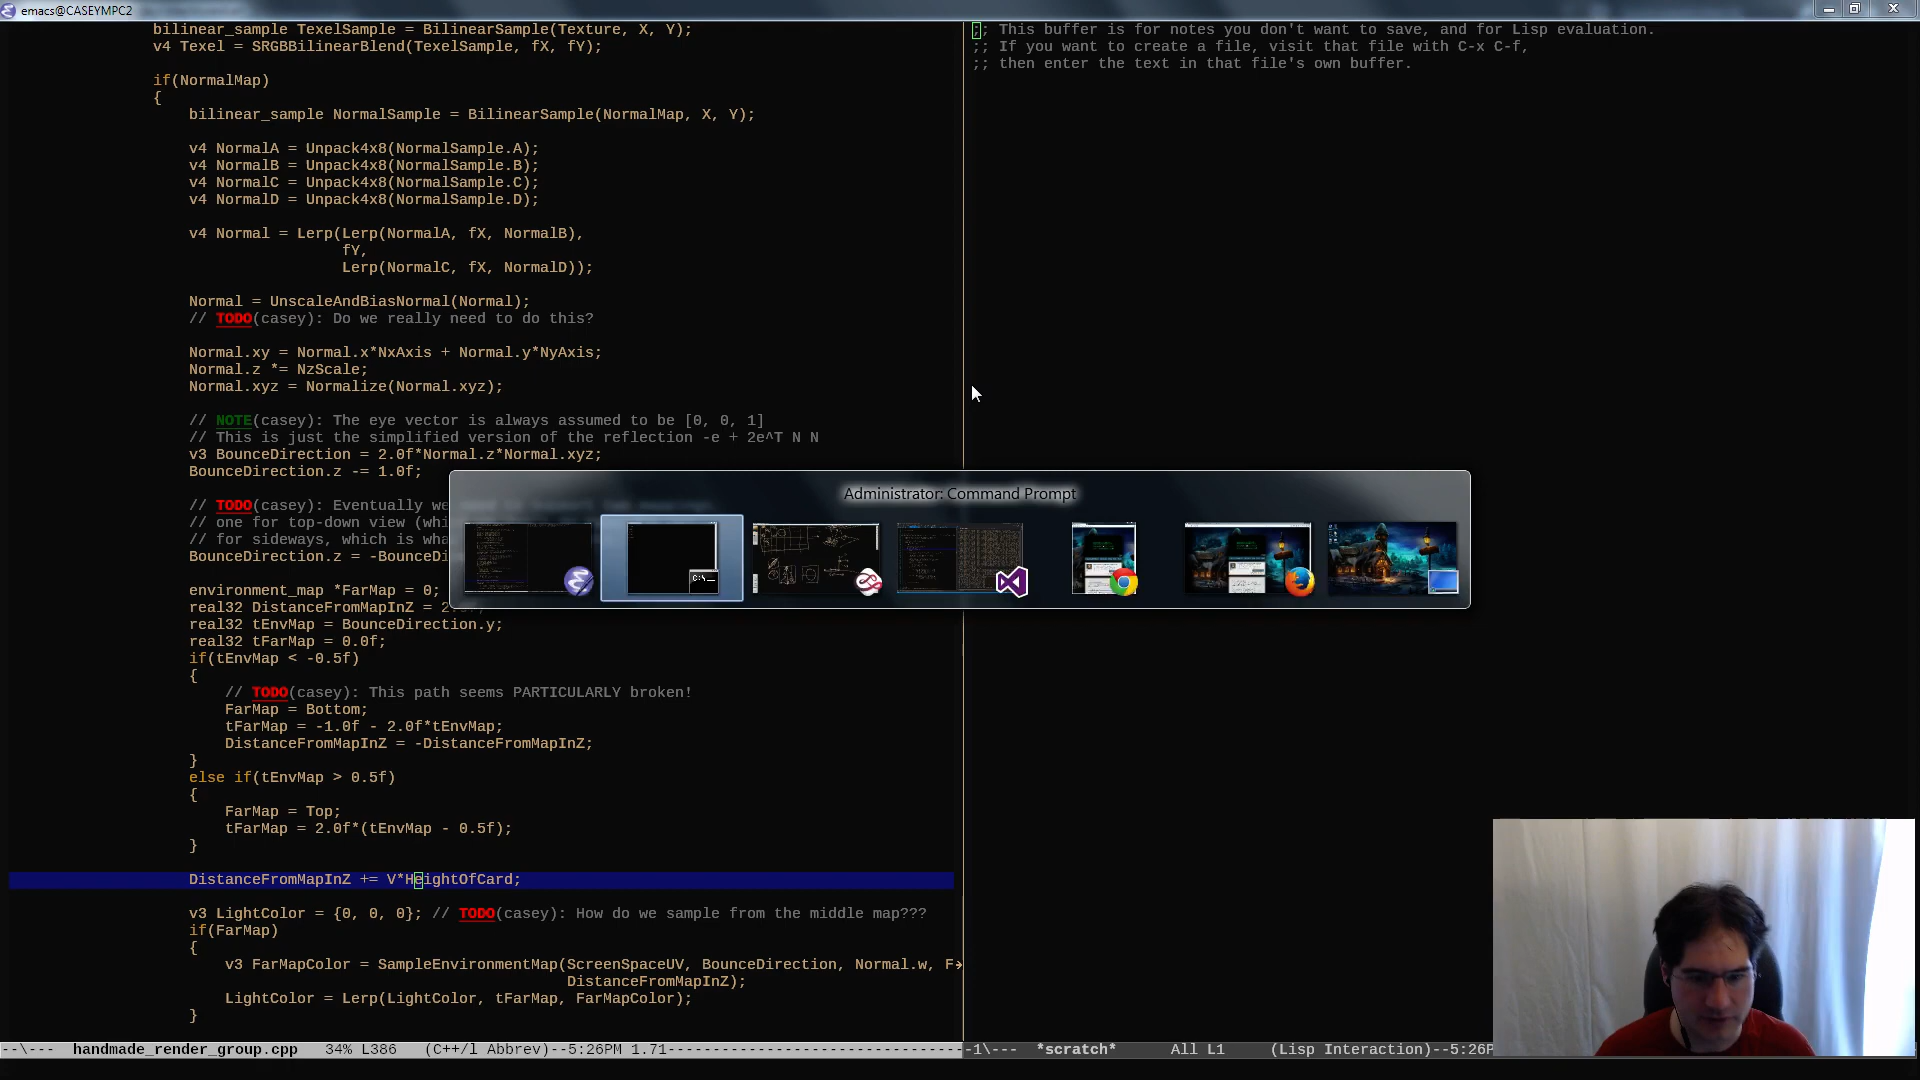 emacs@CASEYMPC2
bilinear_sample TexelSample = BilinearSample(Texture, X, Y);
v4 Texel = SRGBBilinearBlend(TexelSample, fX, fY);
if(NormalMap)
{
bilinear_sample NormalSample = BilinearSample(NormalMap, X, Y);
v4 NormalA = Unpack4x8(NormalSample.A);
v4 NormalB = Unpack4x8(NormalSample.B);
v4 NormalC = Unpack4x8(NormalSample.C);
v4 NormalD = Unpack4x8(NormalSample.D);
v4 Normal = Lerp(Lerp(NormalA, fX, NormalB),
fY,
Lerp(NormalC, fX, NormalD));
Normal = UnscaleAndBiasNormal(Normal);
// TODO(casey): Do we really need to do this?
Normal.xy = Normal.x*NxAxis + Normal.y*NyAxis;
Normal.z *= NzScale;
Normal.xyz = Normalize(Normal.xyz);
// NOTE(casey): The eye vector is always assumed to be [0, 0, 1]
// This is just the simplified version of the reflection -e + 2e^T N N
v3 BounceDirection = 2.0f*Normal.z*Normal.xyz;
BounceDirection.z -= 1.0f;
// TODO(casey): Eventually we
// one for top-down view (whi
// for sideways, which is wha
BounceDirection.z = -BounceD
environment_map *FarMap = 0;
real32 DistanceFromMapInZ = 2
real32 tEnvMap = BounceDirection.y;
real32 tFarMap = 0.0f;
if(tEnvMap < -0.5f)
{
// TODO(casey): This path seems PARTICULARLY broken!
FarMap = Bottom;
tFarMap = -1.0f - 2.0f*tEnvMap;
DistanceFromMapInZ = -DistanceFromMapInZ;
}
else if(tEnvMap > 0.5f)
{
FarMap = Top;
tFarMap = 2.0f*(tEnvMap - 0.5f);
}
DistanceFromMapInZ += V*HeightOfCard;
v3 LightColor = {0, 0, 0}; // TODO(casey): How do we sample from the middle map???
if(FarMap)
{
v3 FarMapColor = SampleEnvironmentMap(ScreenSpaceUV, BounceDirection, Normal.w, F
DistanceFromMapInZ);
LightColor = Lerp(LightColor, tFarMap, FarMapColor);
}
--\--- handmade_render_group.cpp 34% L386 (C++/l Abbrev)--5:26PM 1.71
;; This buffer is for notes you don't want to save, and for Lisp evaluation.
;; If you want to create a file, visit that file with C-x C-f,
;; then enter the text in that file's own buffer.
-1\--- *scratch* All L1 (Lisp Interaction)--5:26P
Administrator: Command Prompt
C:\